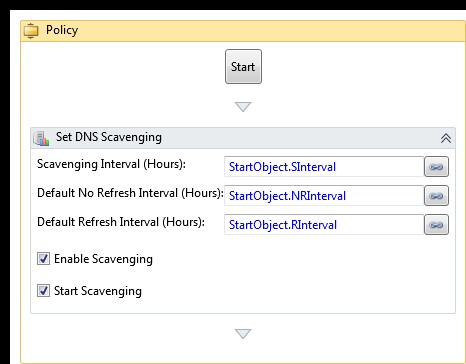 Policy
Start
Set DNS Scavenging
Scavenging Interval (Hours): StartObject.SInterval
Default No Refresh Interval (Hours): StartObject.NRInterval
Default Refresh Interval (Hours): StartObject.RInterval
Enable Scavenging
Start Scavenging